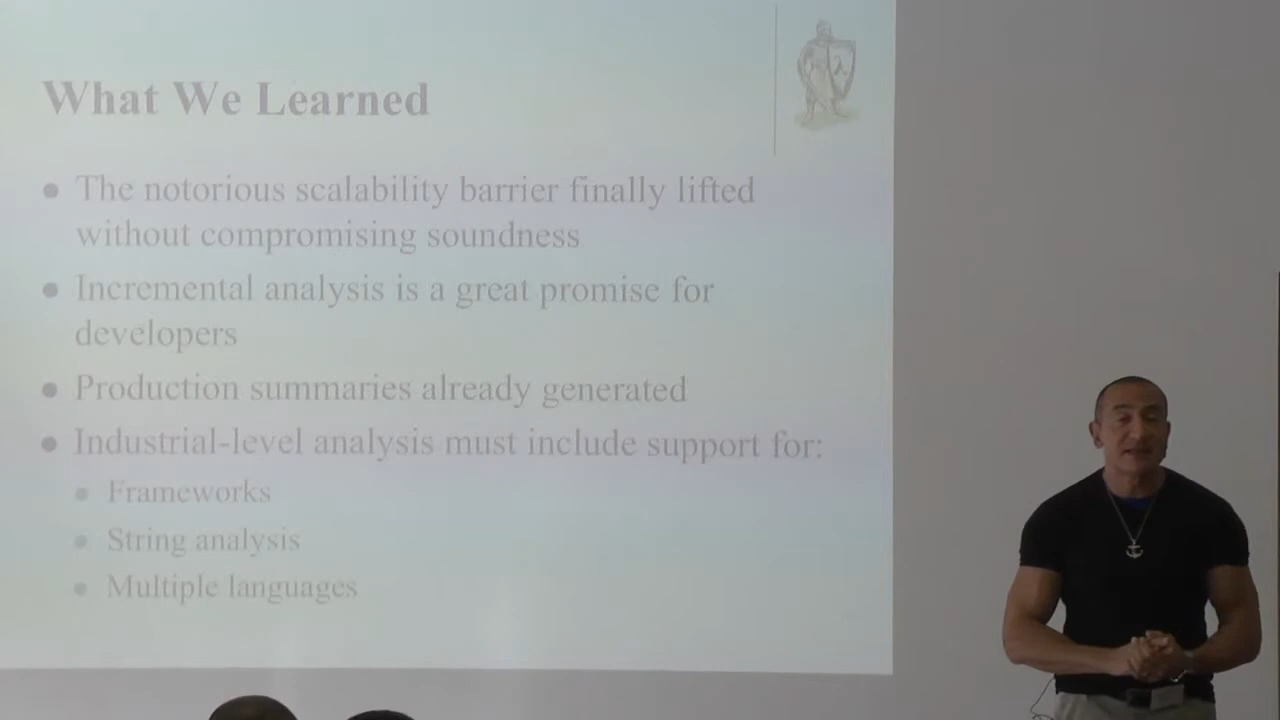 What We Learned
The notorious scalability barrier finally lifted
without compromising soundness
Incremental analysis is a great promise for
developers
Production summaries already generated
Industrial-level analysis must include support for:
Frameworks
String analysis
Multiple languages